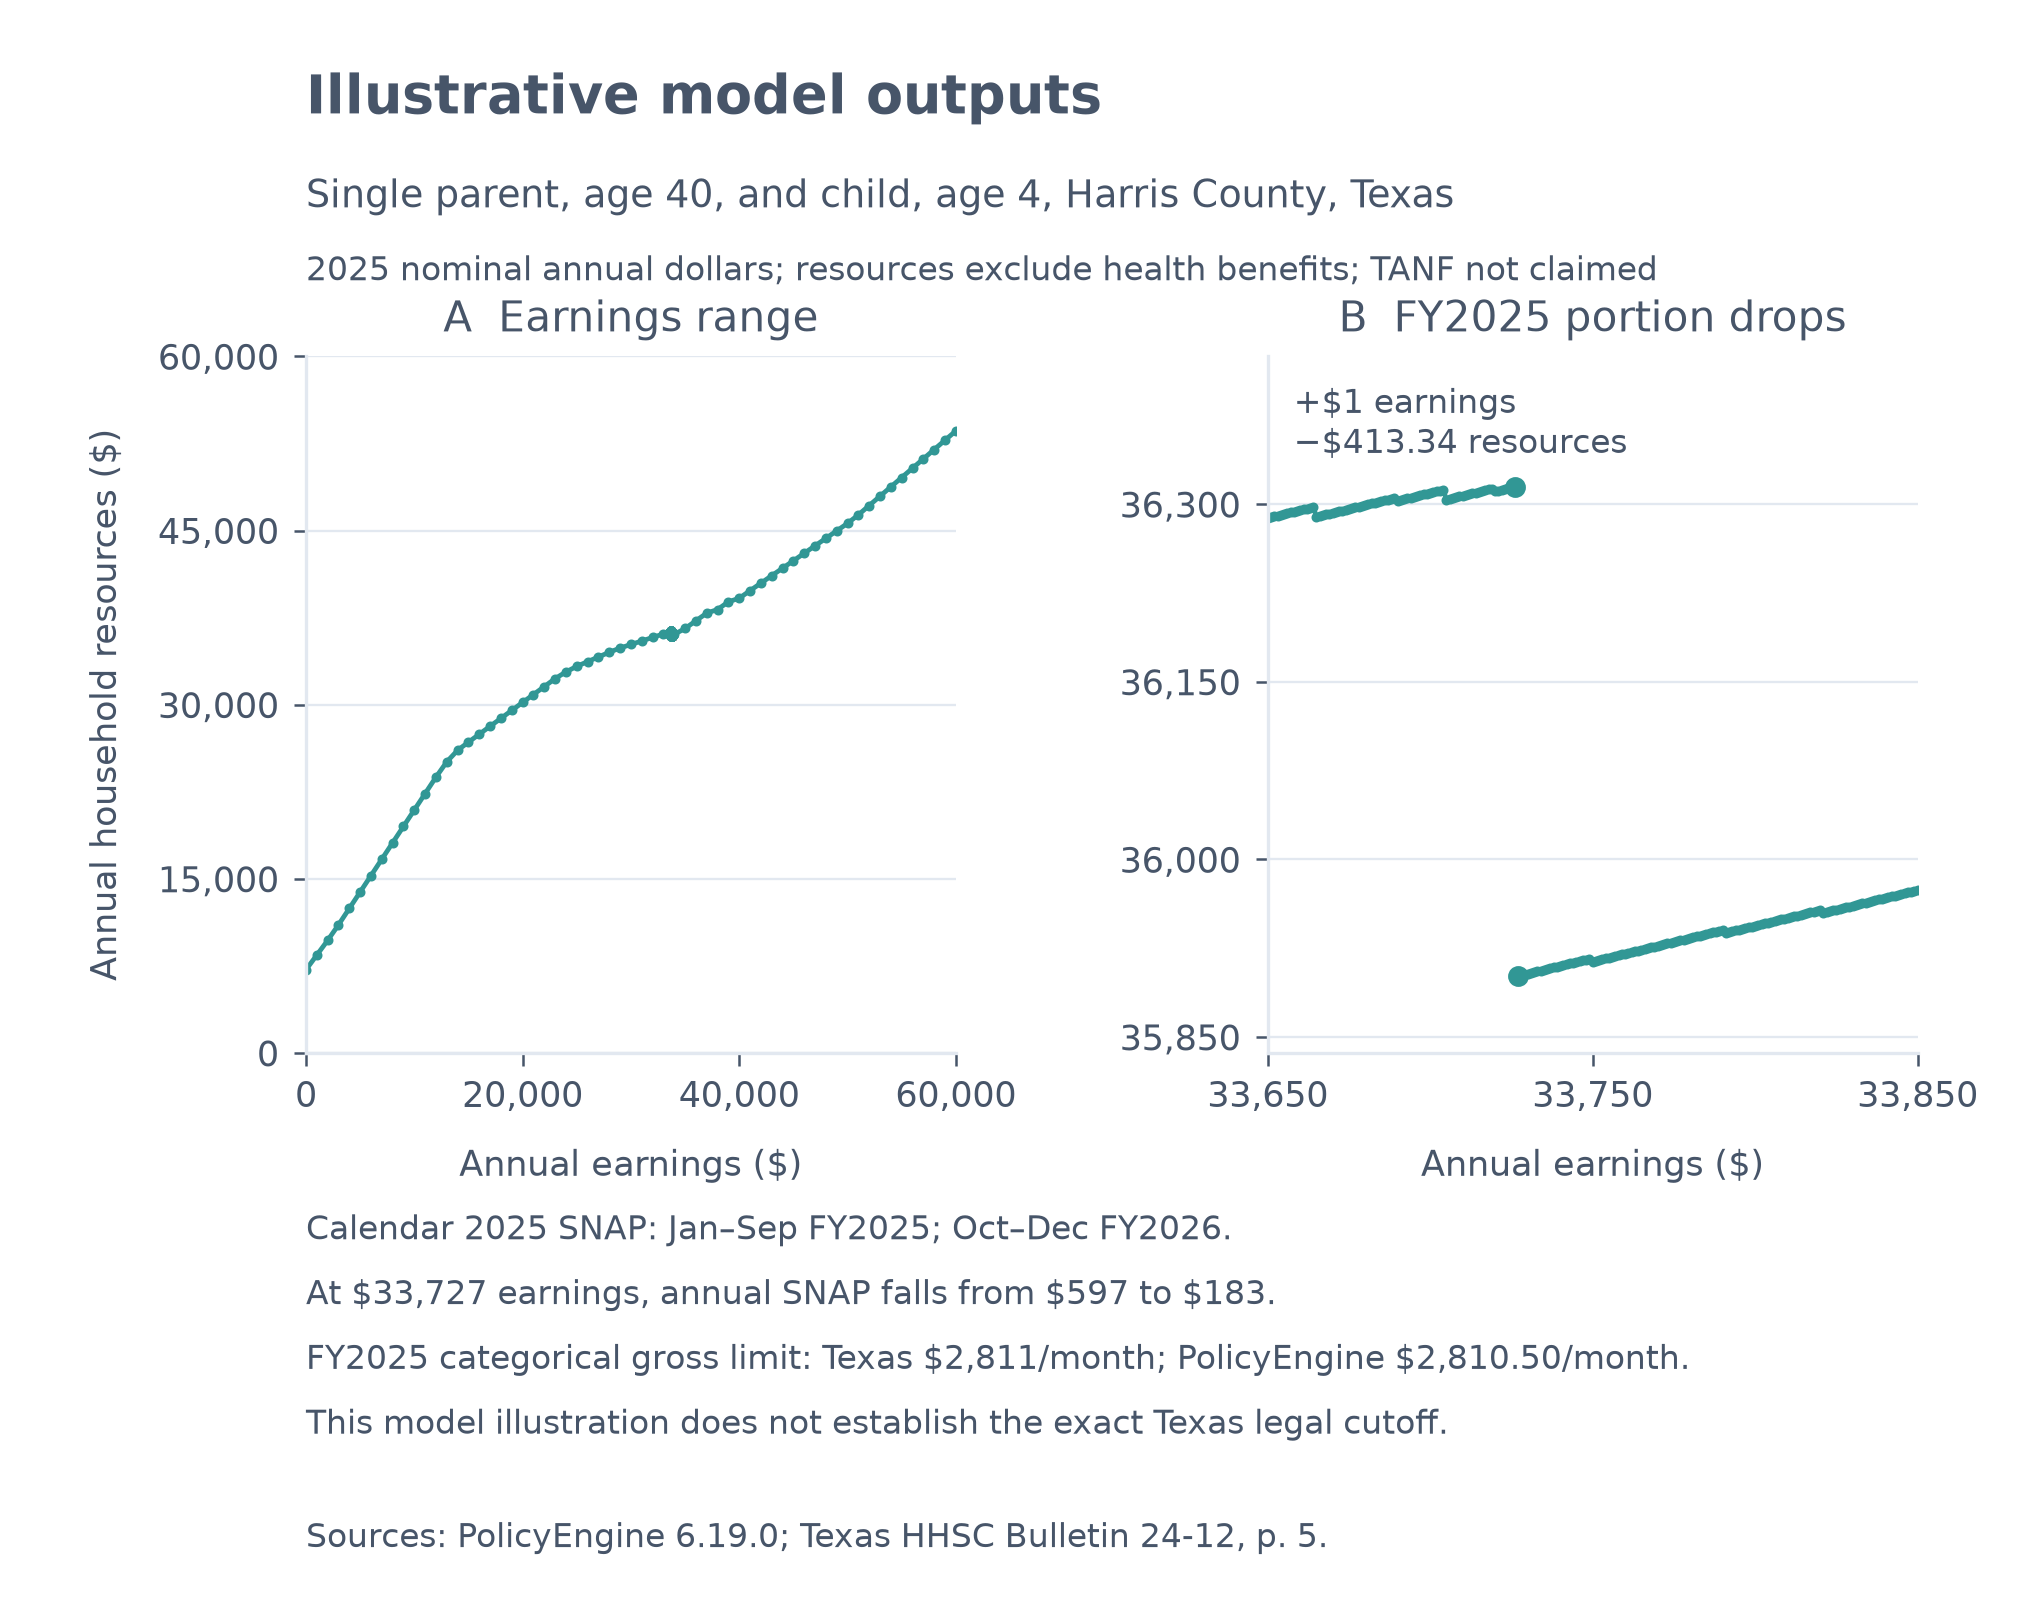 Illustrative model outputs
Single parent, age 40, and child, age 4, Harris County, Texas
2025 nominal annual dollars; resources exclude health benefits; TANF not claimed
A  Earnings range
Annual household resources ($)
60,000
45,000
30,000
15,000
0
0
20,000
40,000
60,000
Annual earnings ($)
B  FY2025 portion drops
+$1 earnings
−$413.34 resources
36,300
36,150
36,000
35,850
33,650
33,750
33,850
Annual earnings ($)
Calendar 2025 SNAP: Jan–Sep FY2025; Oct–Dec FY2026.
At $33,727 earnings, annual SNAP falls from $597 to $183.
FY2025 categorical gross limit: Texas $2,811/month; PolicyEngine $2,810.50/month.
This model illustration does not establish the exact Texas legal cutoff.
Sources: PolicyEngine 6.19.0; Texas HHSC Bulletin 24-12, p. 5.